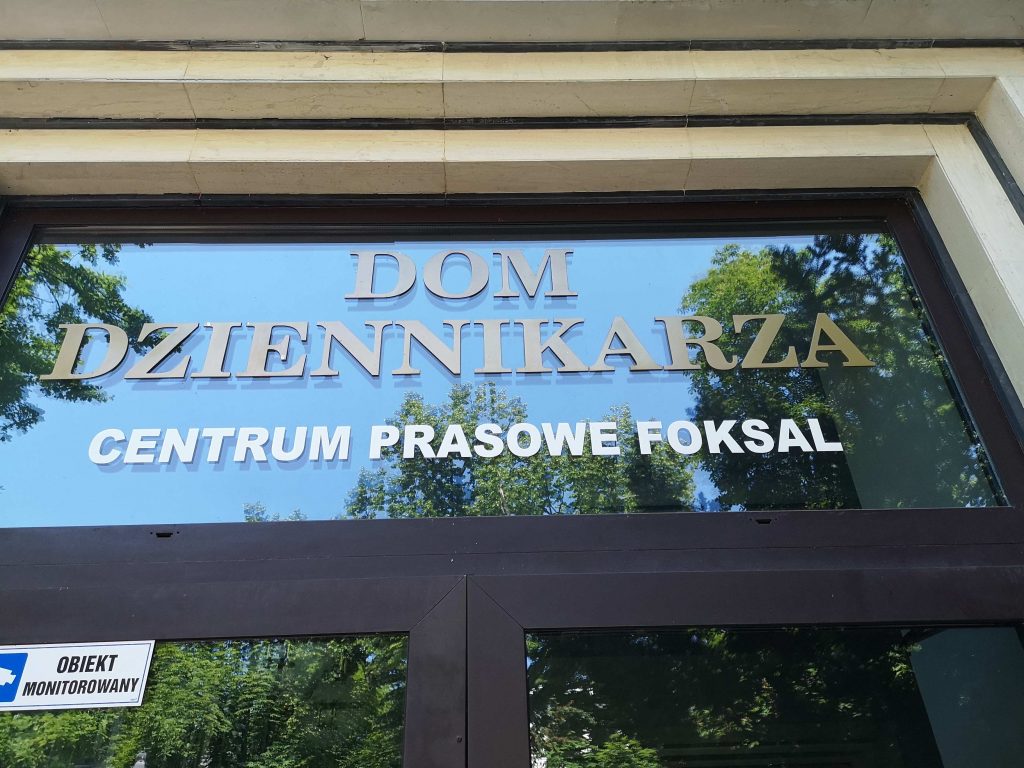 DOM
DZIENNIKARZA
CENTRUM PRASOWE FOKSAL
OBIEKT
MONITOROWANY